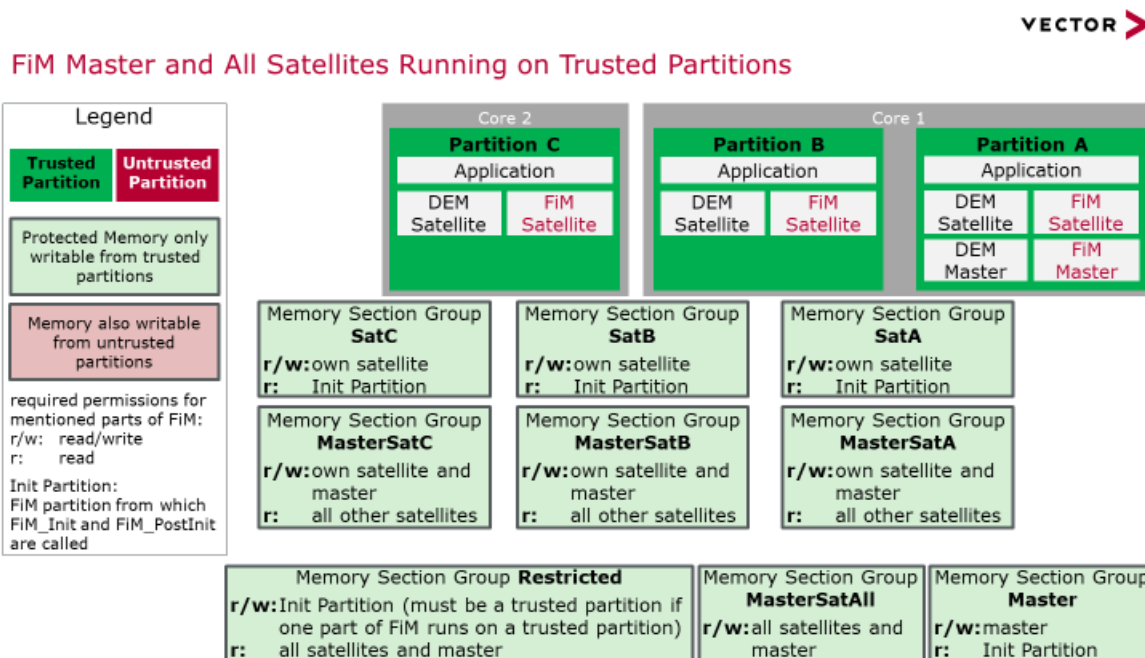 VECTOR
FiM Master and All Satellites Running on Trusted Partitions
Legend
Trusted
Partition
Untrusted
Partition
Protected Memory only
writable from trusted
partitions
Memory also writable
from untrusted
partitions
required permissions for
mentioned parts of FiM:
r/w: read/write
r: read
Init Partition:
FiM partition from which
FiM_Init and FiM_PostInit
are called
Core 2
Partition C
Application
DEM
Satellite
FiM
Satellite
Core 1
Partition B
Application
DEM
Satellite
FiM
Satellite
Partition A
Application
DEM
Satellite
FiM
Satellite
DEM
Master
FiM
Master
Memory Section Group
SatC
r/w: own satellite
r: Init Partition
Memory Section Group
SatB
r/w: own satellite
r: Init Partition
Memory Section Group
SatA
r/w: own satellite
r: Init Partition
Memory Section Group
MasterSatC
r/w: own satellite and
master
r: all other satellites
Memory Section Group
MasterSatB
r/w: own satellite and
master
r: all other satellites
Memory Section Group
MasterSatA
r/w: own satellite and
master
r: all other satellites
Memory Section Group Restricted
r/w: Init Partition (must be a trusted partition if
one part of FiM runs on a trusted partition)
r: all satellites and master
Memory Section Group
MasterSatAll
r/w: all satellites and
master
Memory Section Group
Master
r/w: master
r: Init Partition